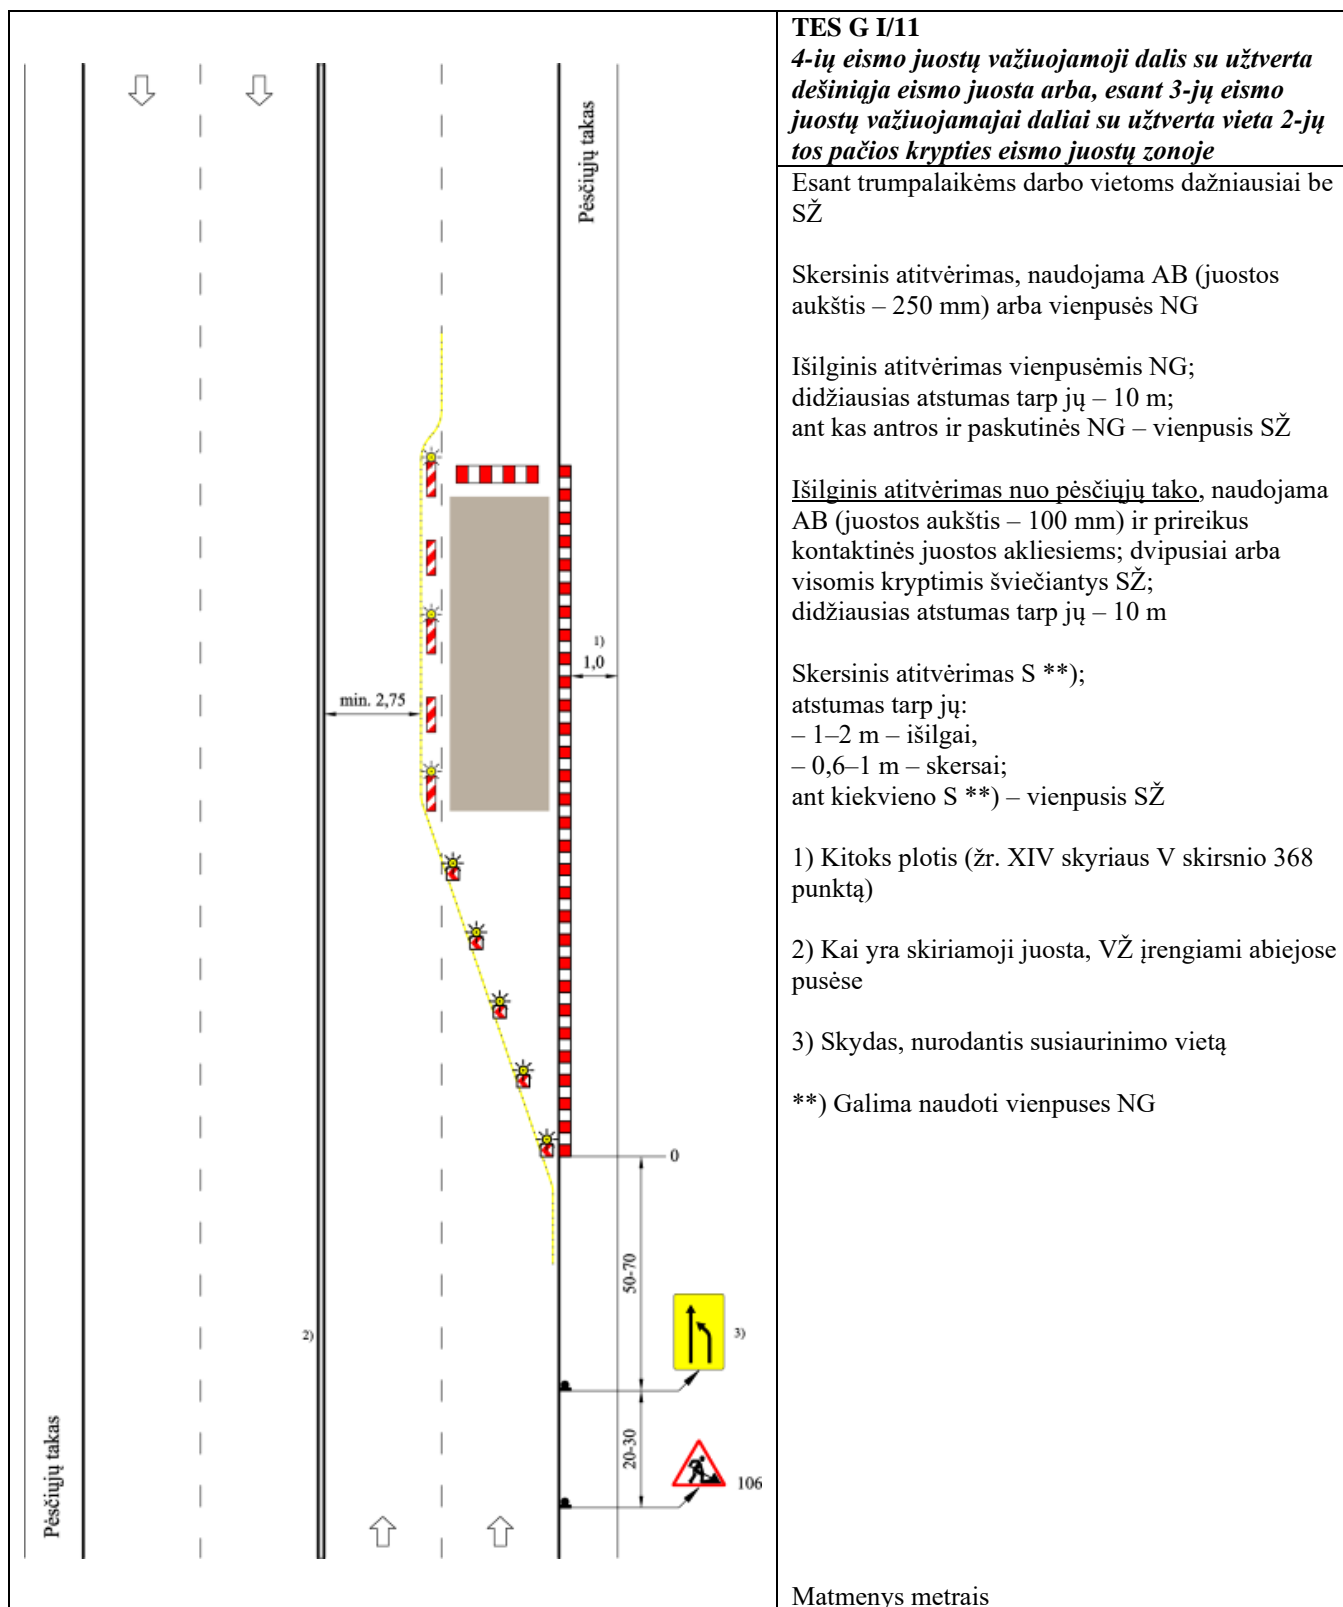 TES G I/11
4-ių eismo juostų važiuojamoji dalis su užtverta
dešiniąja eismo juosta arba, esant 3-jų eismo
juostų važiuojamajai daliai su užtverta vieta 2-jų
tos pačios krypties eismo juostų zonoje
Esant trumpalaikėms darbo vietoms dažniausiai be
SŽ
Skersinis atitvėrimas, naudojama AB (juostos
aukštis – 250 mm) arba vienpusės NG
Išilginis atitvėrimas vienpusėmis NG;
didžiausias atstumas tarp jų – 10 m;
ant kas antros ir paskutinės NG – vienpusis SŽ
Išilginis atitvėrimas nuo pėsčiųjų tako, naudojama
AB (juostos aukštis – 100 mm) ir prireikus
kontaktinės juostos akliesiems; dvipusiai arba
visomis kryptimis šviečiantys SŽ;
didžiausias atstumas tarp jų – 10 m
Skersinis atitvėrimas S **);
atstumas tarp jų:
– 1–2 m – išilgai,
– 0,6–1 m – skersai;
ant kiekvieno S **) – vienpusis SŽ
1) Kitoks plotis (žr. XIV skyriaus V skirsnio 368
punktą)
2) Kai yra skiriamoji juosta, VŽ įrengiami abiejose
pusėse
3) Skydas, nurodantis susiaurinimo vietą
**) Galima naudoti vienpuses NG
Matmenys metrais
Pėsčiųjų takas
1)
1,0
min. 2,75
0
50-70
2)
3)
20-30
106
Pėsčiųjų takas